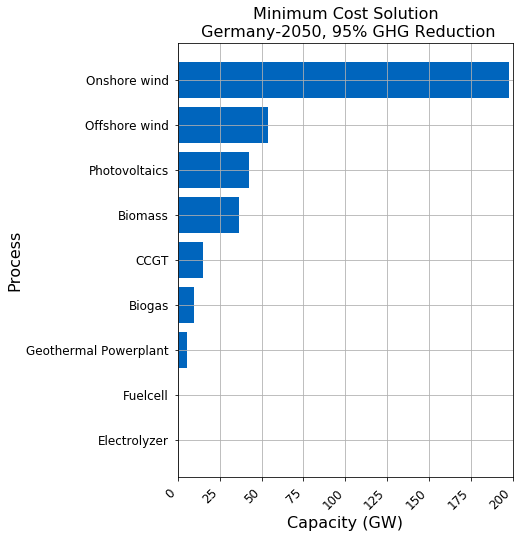 Minimum Cost Solution
Germany-2050, 95% GHG Reduction
Process
Onshore wind
Offshore wind
Photovoltaics
Biomass
CCGT
Biogas
Geothermal Powerplant
Fuelcell
Electrolyzer
0 25 50 75 100 125 150 175 200
Capacity (GW)